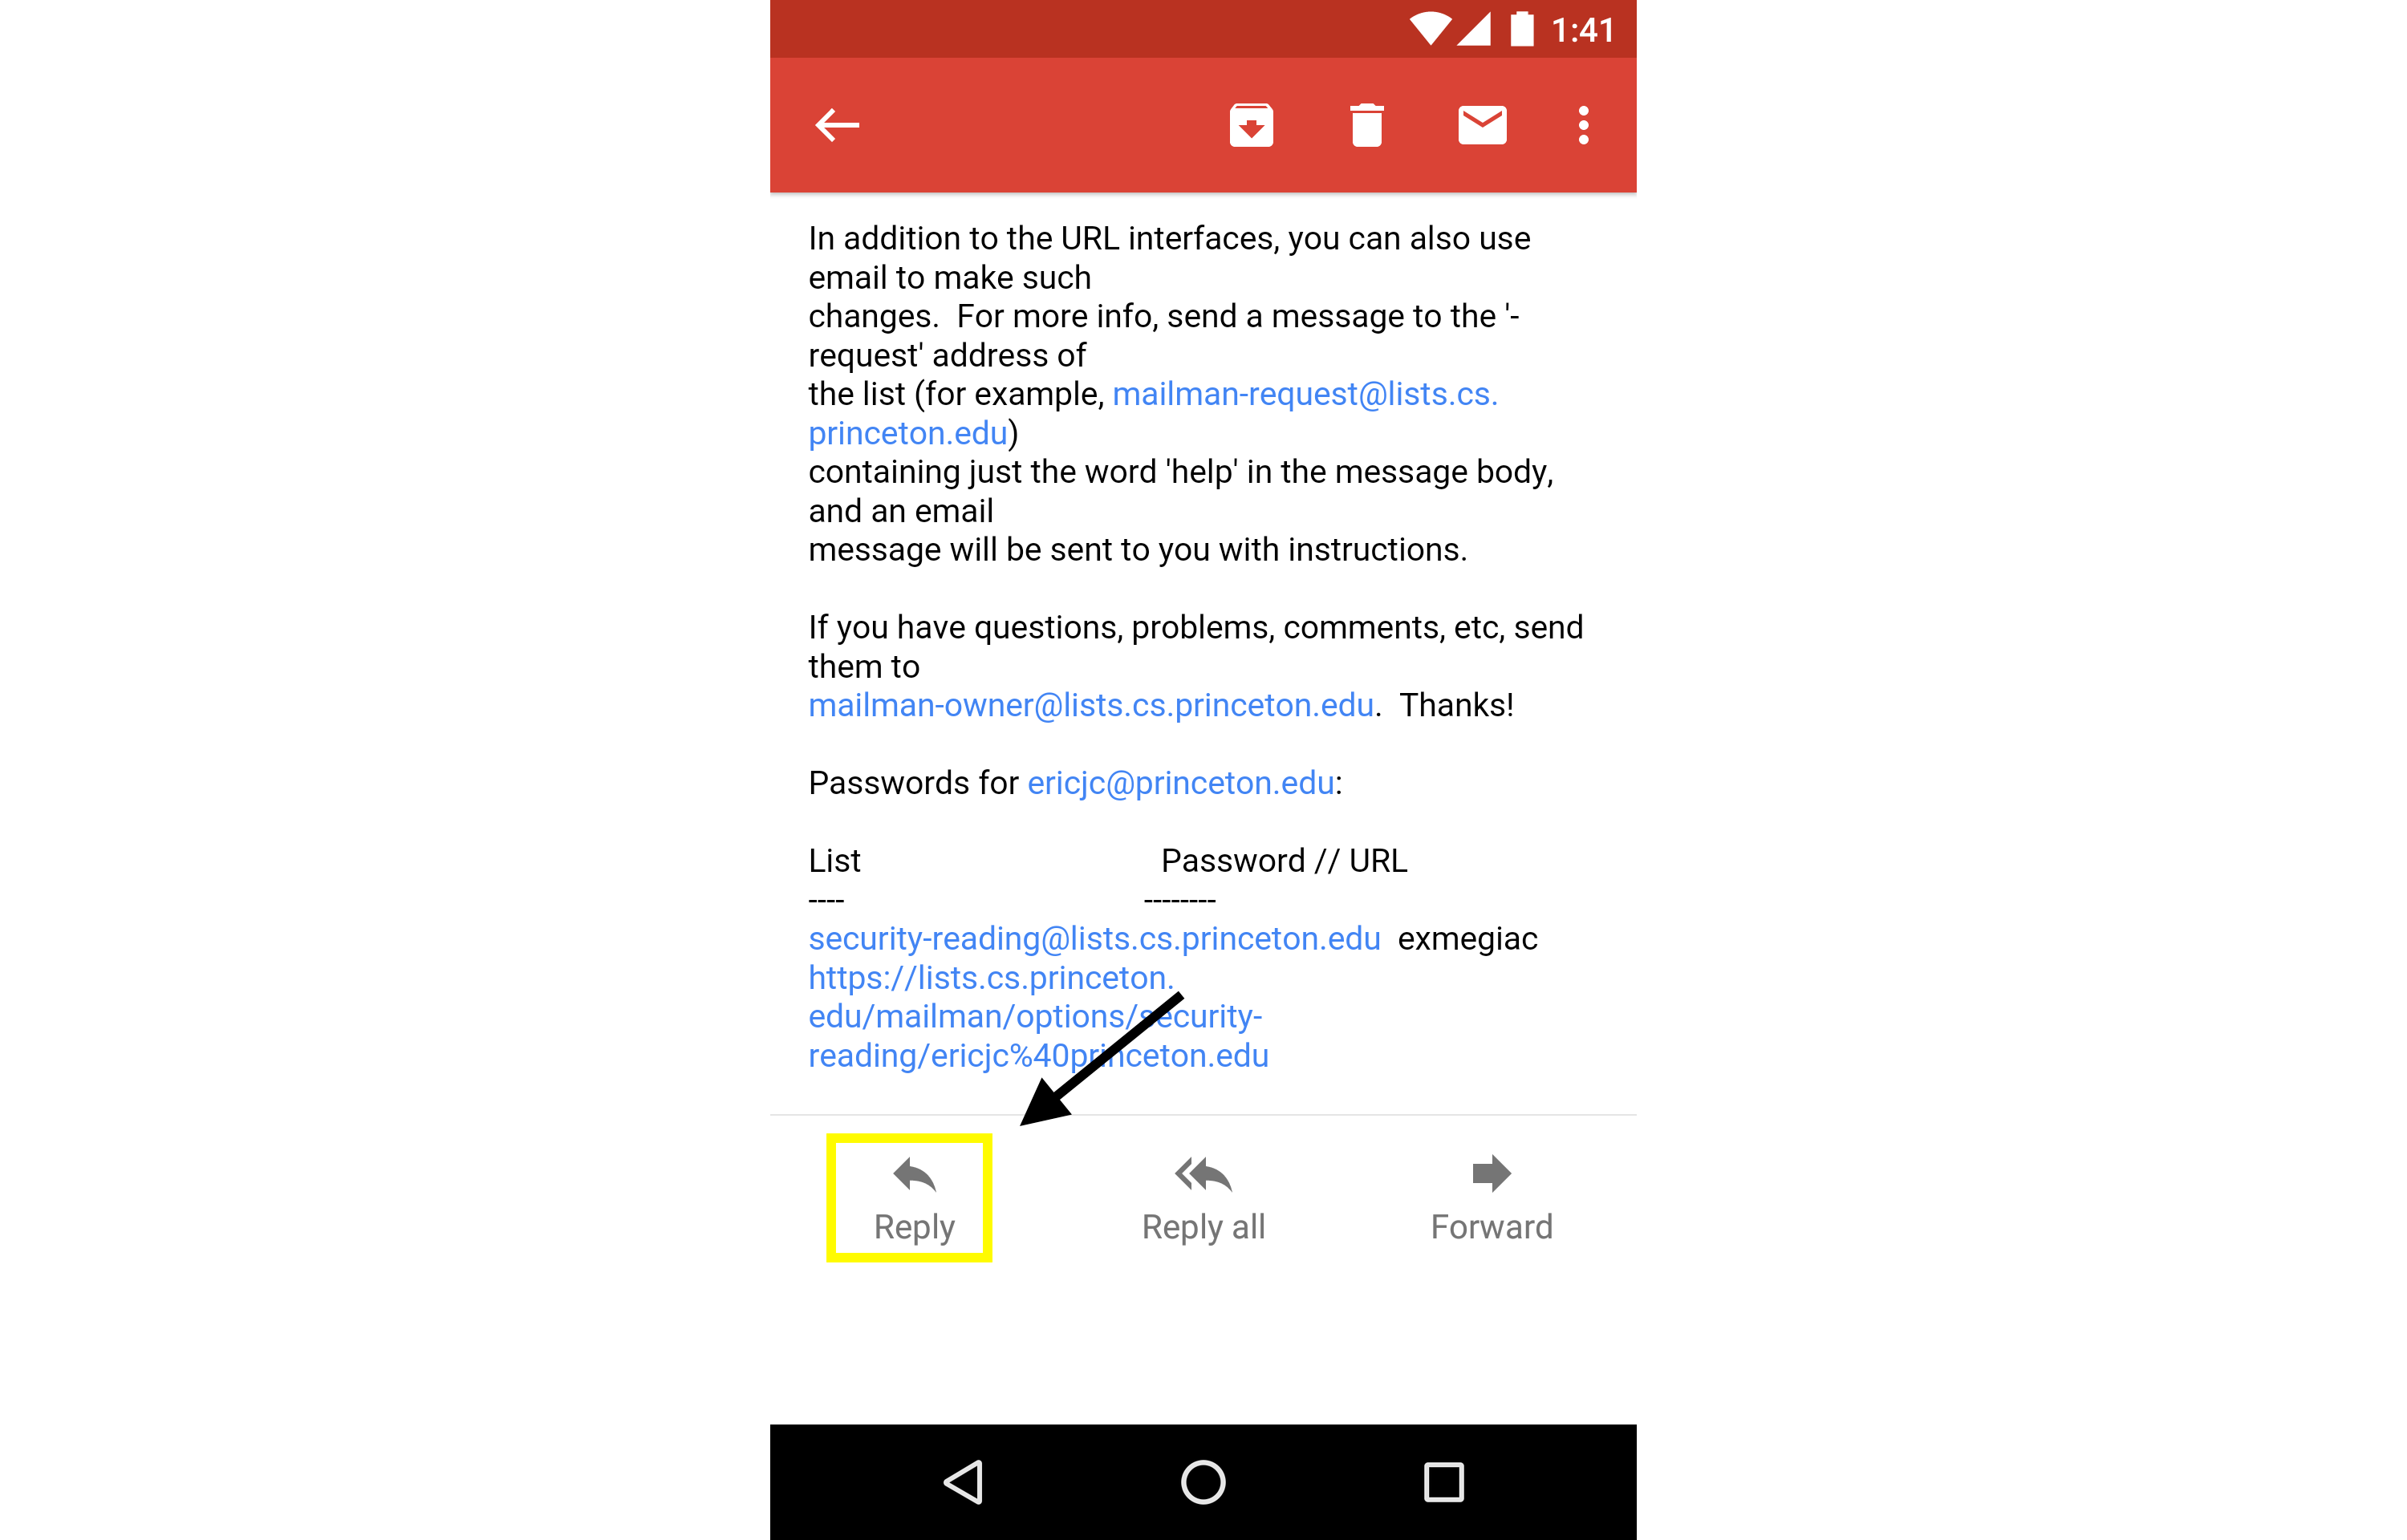 1:41
In addition to the URL interfaces, you can also use
email to make such
changes.  For more info, send a message to the '-
request' address of
the list (for example, mailman-request@lists.cs.
princeton.edu)
containing just the word 'help' in the message body,
and an email
message will be sent to you with instructions.
If you have questions, problems, comments, etc, send
them to
mailman-owner@lists.cs.princeton.edu.  Thanks!
Passwords for ericjc@princeton.edu:
List Password // URL
---- --------
security-reading@lists.cs.princeton.edu  exmegiac
https://lists.cs.princeton.
edu/mailman/options/security-
reading/ericjc%40princeton.edu
Reply Reply all Forward